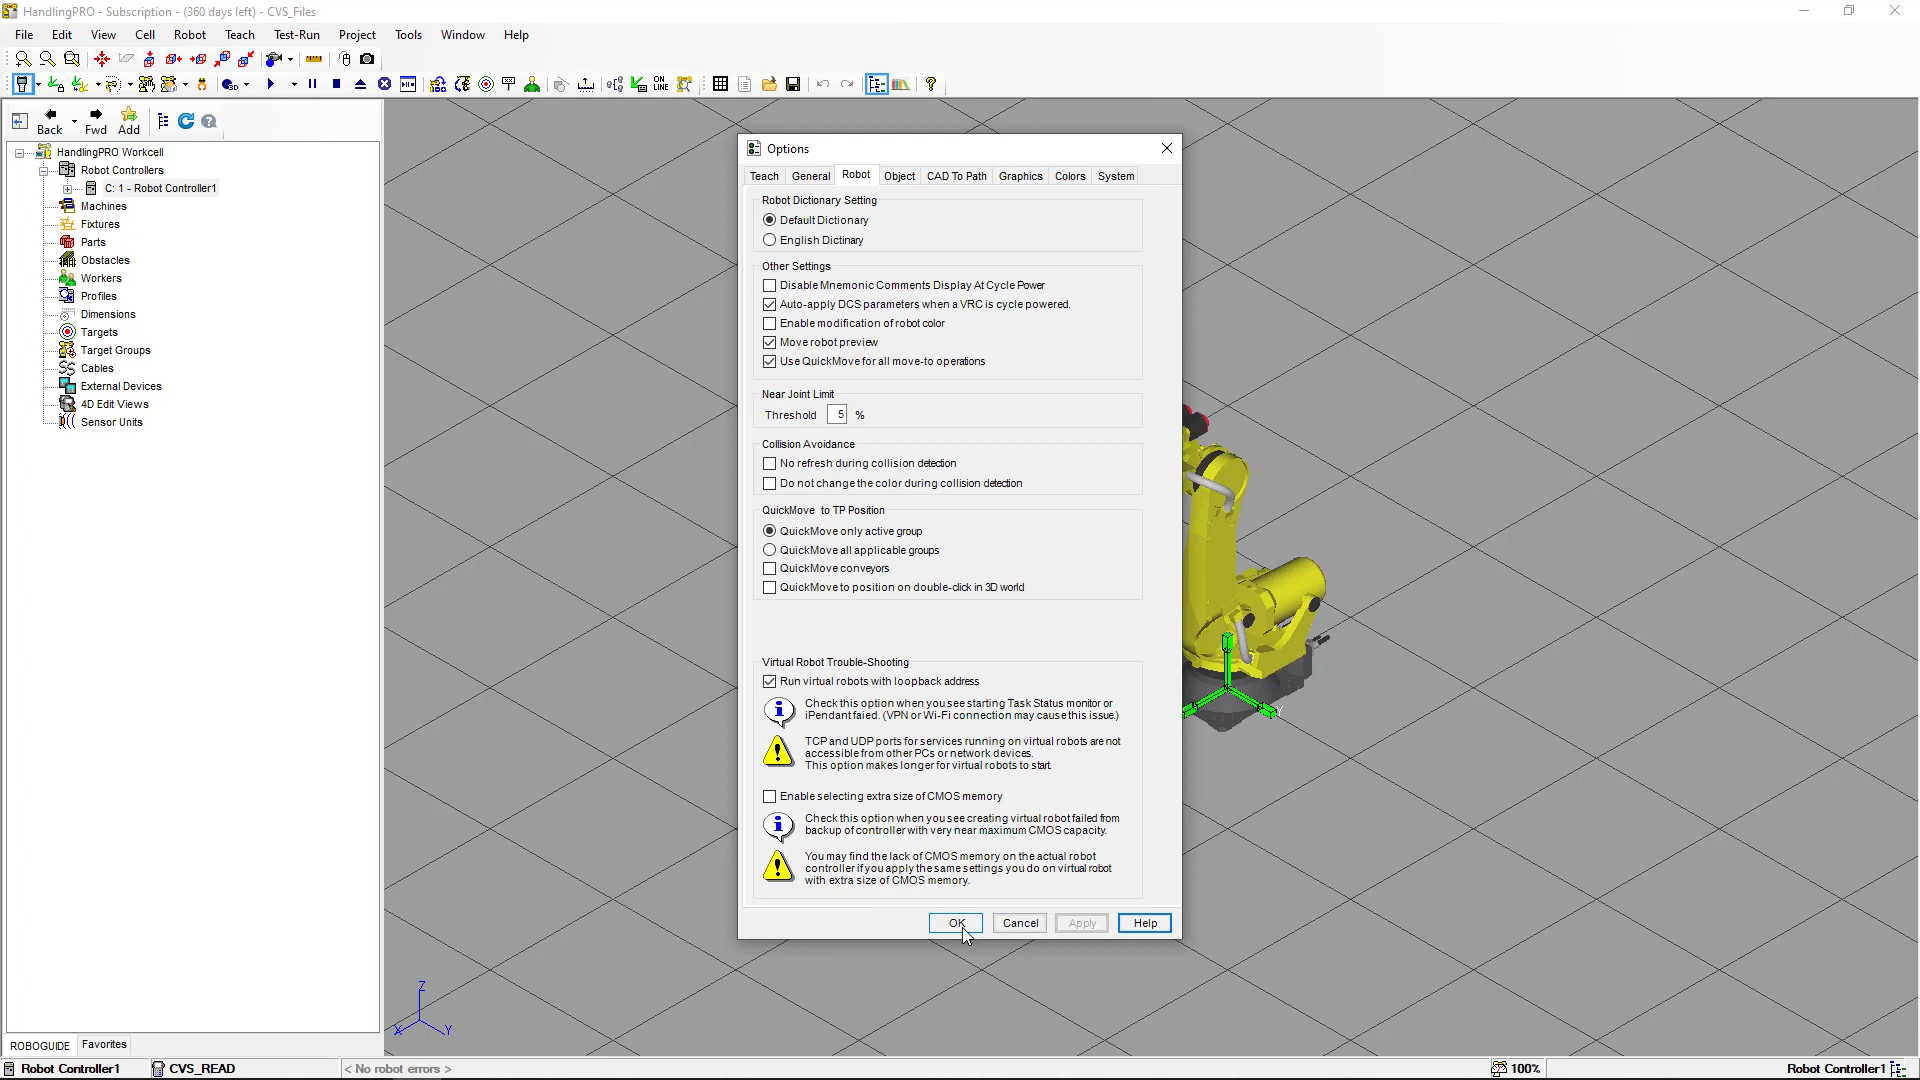 HandlingPRO - Subscription - (360 days left) - CVS_Files
File Edit View Cell Robot Teach Test-Run Project Tools Window Help
ON
LINE
Back Fwd Add
HandlingPRO Workcell
Robot Controllers
C: 1 - Robot Controller1
Machines
Fixtures
Parts
Obstacles
Workers
Profiles
Dimensions
Targets
Target Groups
Cables
External Devices
4D Edit Views
Sensor Units
Options
Teach General Robot Object CAD To Path Graphics Colors System
Robot Dictionary Setting
Default Dictionary
English Dictinary
Other Settings
Disable Mnemonic Comments Display At Cycle Power
Auto-apply DCS parameters when a VRC is cycle powered.
Enable modification of robot color
Move robot preview
Use QuickMove for all move-to operations
Near Joint Limit
Threshold 5 %
Collision Avoidance
No refresh during collision detection
Do not change the color during collision detection
QuickMove to TP Position
QuickMove only active group
QuickMove all applicable groups
QuickMove conveyors
QuickMove to position on double-click in 3D world
Virtual Robot Trouble-Shooting
Run virtual robots with loopback address
Check this option when you see starting Task Status monitor or
iPendant faied. (VPN or Wi-Fi connection may cause this issue.)
TCP and UDP ports for services running on virtual robots are not
accessible from other PCs or network devices.
This option makes longer for virtual robots to start.
Enable selecting extra size of CMOS memory
Check this option when you see creating virtual robot failed from
backup of controller with very near maximum CMOS capacity.
You may find the lack of CMOS memory on the actual robot
controller if you apply the same settings you do on virtual robot
with extra size of CMOS memory.
OK Cancel Apply Help
Y
Z
X Y
ROBOGUIDE Favorites
Robot Controller1 CVS_READ < No robot errors > 100% Robot Controller1